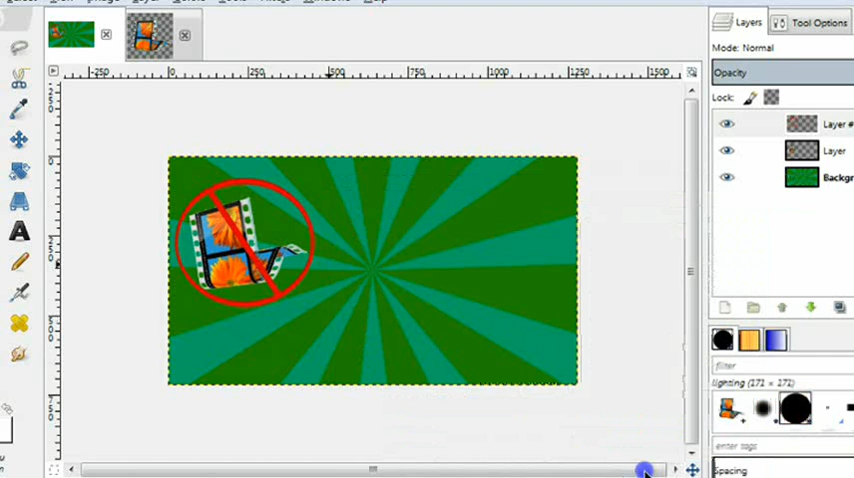 Layers
Tool Options
Mode: Normal
-250 0 250 500 750 1000 1250 1500
Opacity
Lock:
Layer #
Layer
Backgr
filter
lighting (171 × 171)
enter tags
Spacing